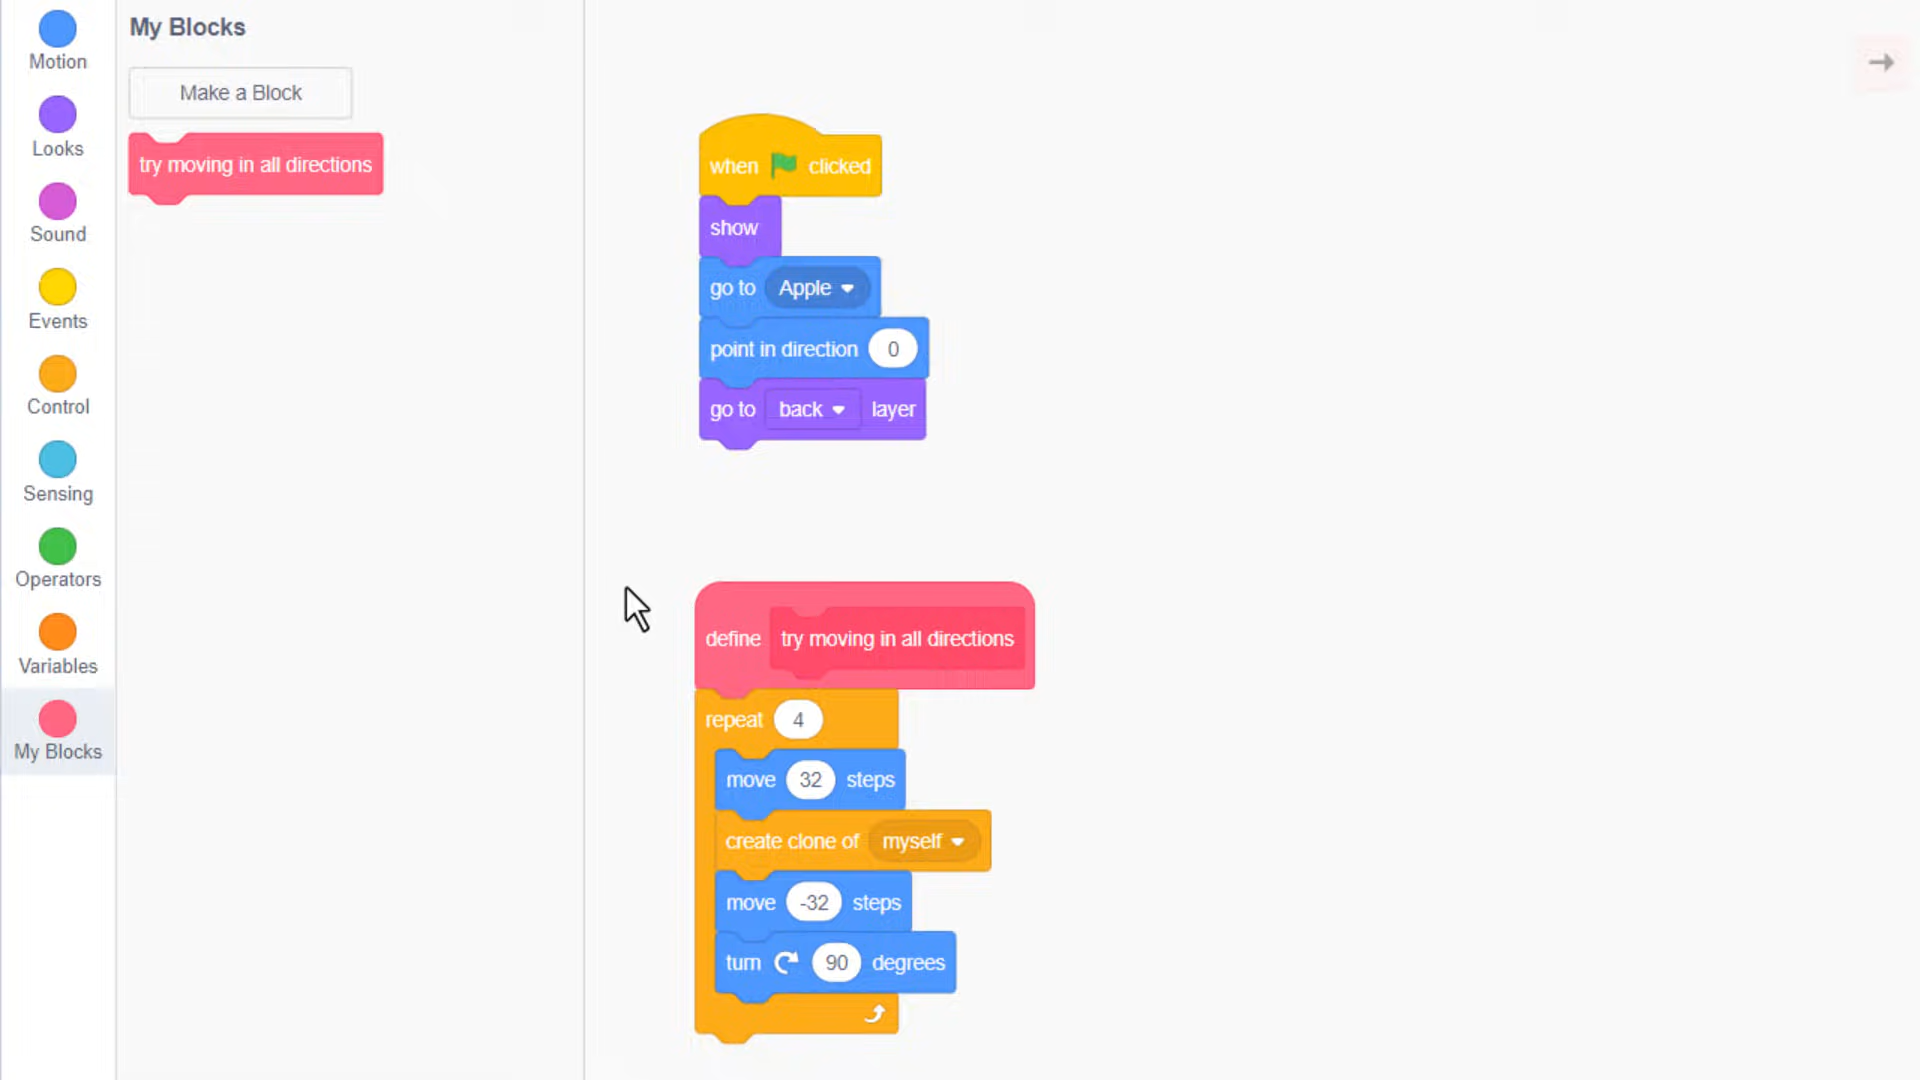 Motion
Looks
Sound
Events
Control
Sensing
Operators
Variables
My Blocks
My Blocks
Make a Block
try moving in all directions
when clicked
show
go to Apple
point in direction 0
go to back layer
define try moving in all directions
repeat 4
move 32 steps
create clone of myself
move -32 steps
turn 90 degrees